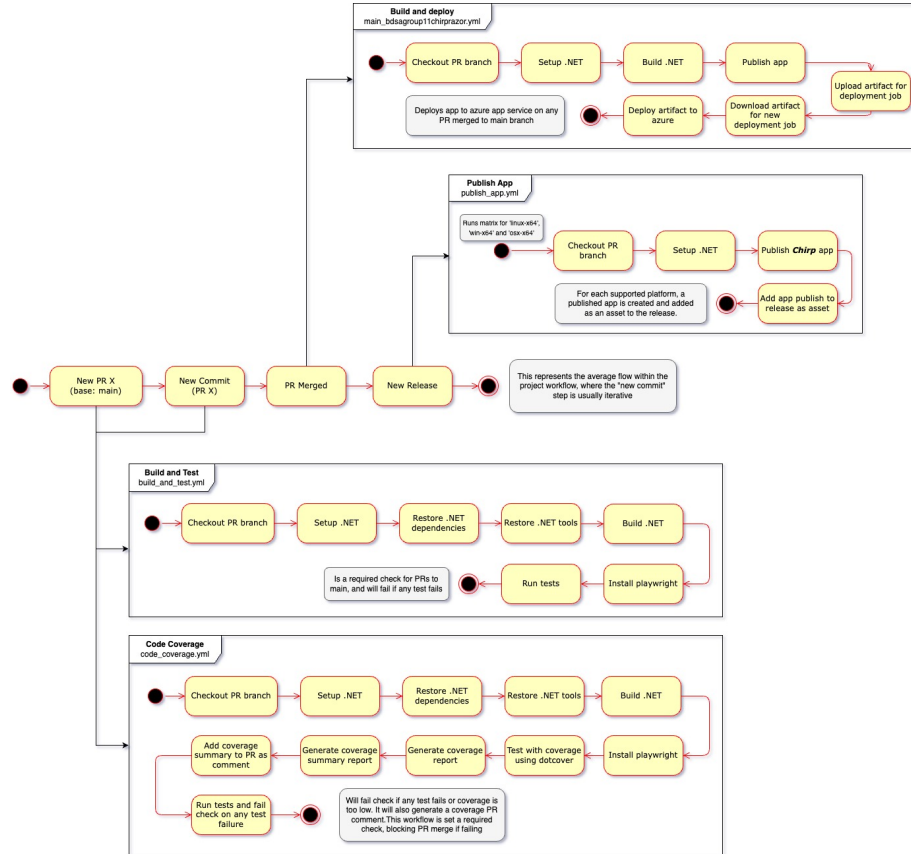 Build and deploy
main_bdsagroup11chirprazor.yml
Checkout PR branch
Setup .NET
Build .NET
Publish app
Upload artifact for
deployment job
Deploys app to azure app service on any
PR merged to main branch
Deploy artifact to
azure
Download artifact
for new
deployment job
Publish App
publish_app.yml
Runs matrix for 'linux-x64',
'win-x64' and 'osx-x64'
Checkout PR
branch
Setup .NET
Publish Chirp app
For each supported platform, a
published app is created and added
as an asset to the release.
Add app publish to
release as asset
New PR X
(base: main)
New Commit
(PR X)
PR Merged
New Release
This represents the average flow within the
project workflow, where the "new commit"
step is usually iterative
Build and Test
build_and_test.yml
Checkout PR branch
Setup .NET
Restore .NET
dependencies
Restore .NET tools
Build .NET
Is a required check for PRs to
main, and will fail if any test fails
Run tests
Install playwright
Code Coverage
code_coverage.yml
Checkout PR branch
Setup .NET
Restore .NET
dependencies
Restore .NET tools
Build .NET
Add coverage
summary to PR as
comment
Generate coverage
summary report
Generate coverage
report
Test with coverage
using dotcover
Install playwright
Run tests and fail
check on any test
failure
Will fail check if any test fails or coverage is
too low. It will also generate a coverage PR
comment.This workflow is set a required
check, blocking PR merge if failing